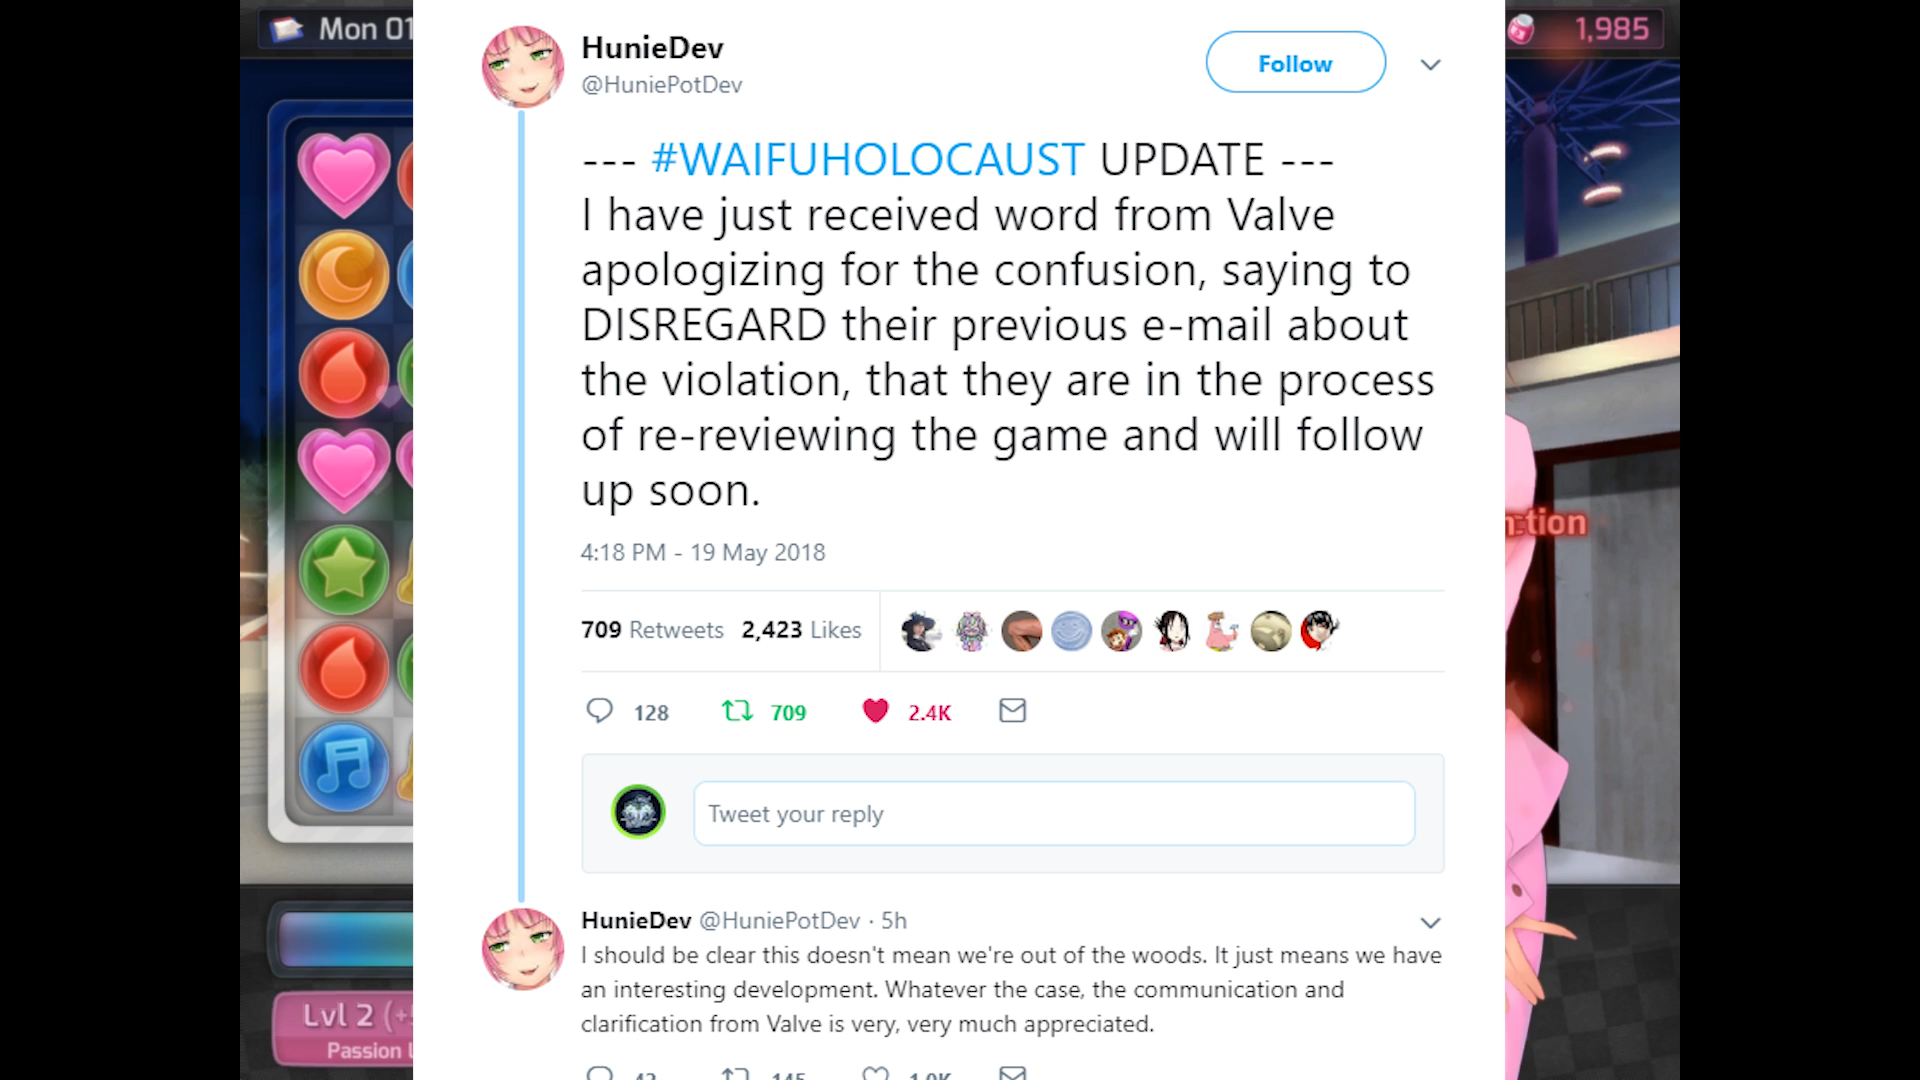 Mon 01
1,985
HunieDev
@HuniePotDev
Follow
--- #WAIFUHOLOCAUST UPDATE ---
I have just received word from Valve
apologizing for the confusion, saying to
DISREGARD their previous e-mail about
the violation, that they are in the process
of re-reviewing the game and will follow
up soon.
4:18 PM - 19 May 2018
709 Retweets 2,423 Likes
128 709 2.4K
Tweet your reply
HunieDev @HuniePotDev · 5h
I should be clear this doesn't mean we're out of the woods. It just means we have
an interesting development. Whatever the case, the communication and
clarification from Valve is very, very much appreciated.
Lvl 2
Passion